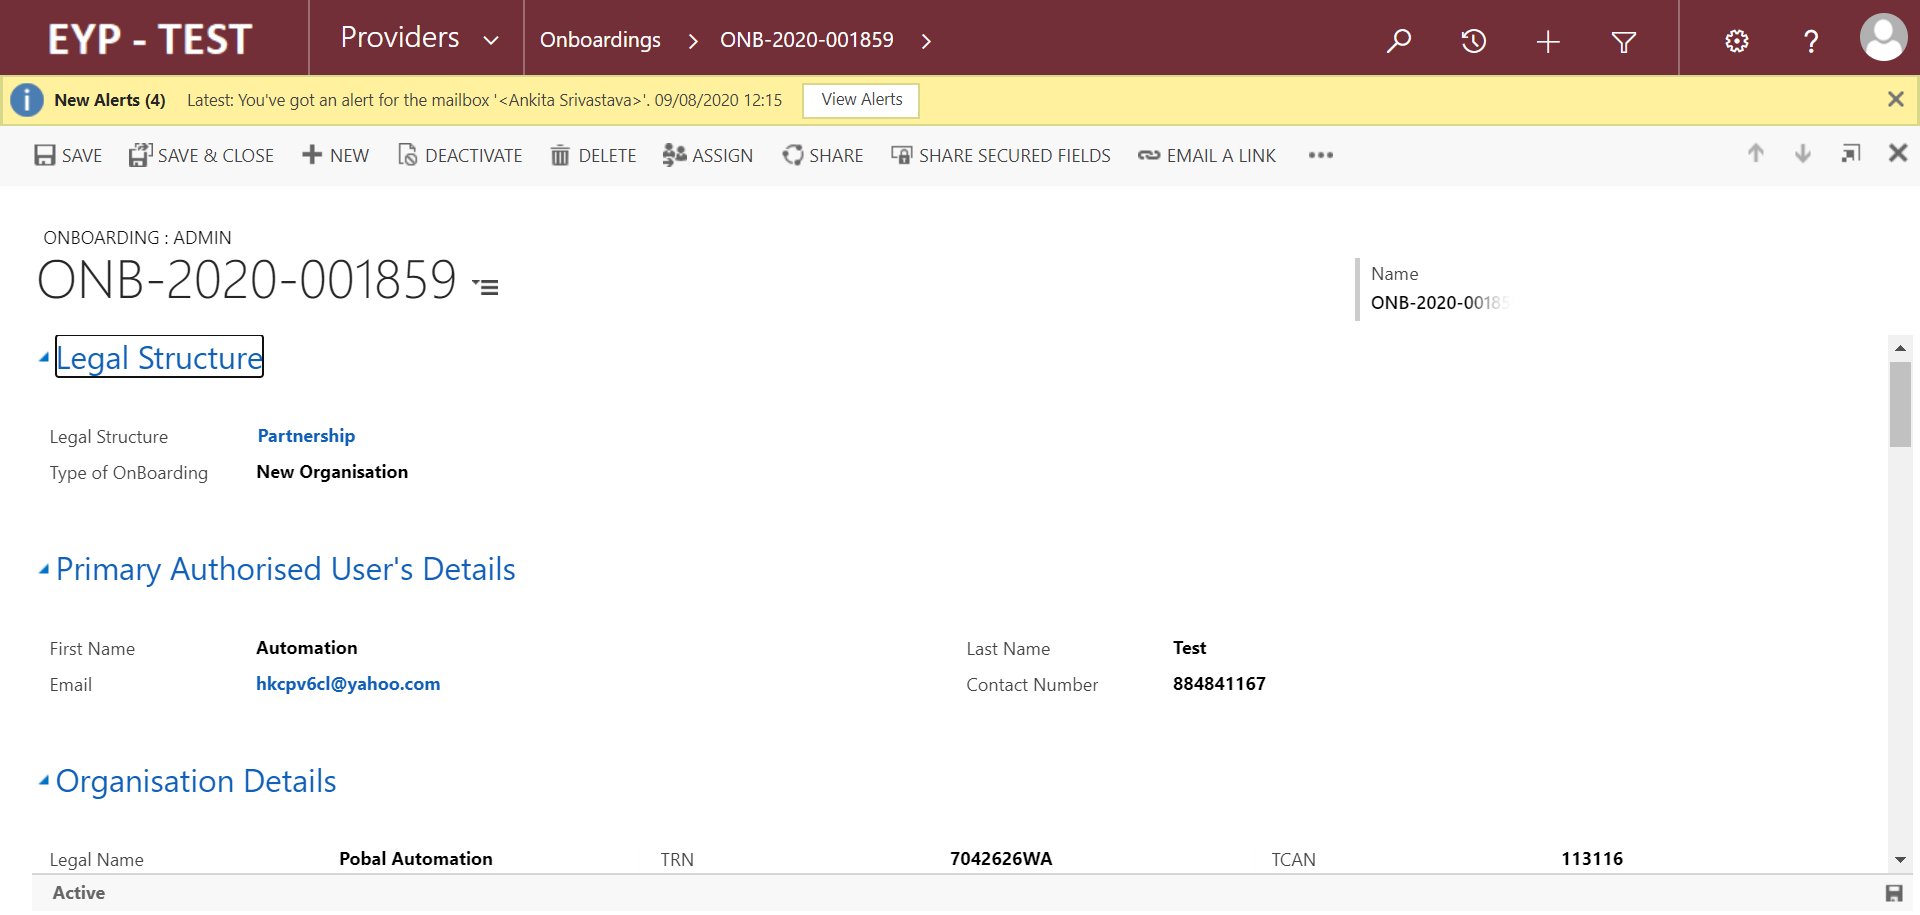 EYP - TEST Providers Onboardings ONB-2020-001859
New Alerts (4) Latest: You've got an alert for the mailbox '<Ankita Srivastava>'. 09/08/2020 12:15 View Alerts
SAVE SAVE & CLOSE NEW DEACTIVATE DELETE ASSIGN SHARE SHARE SECURED FIELDS EMAIL A LINK
ONBOARDING : ADMIN
ONB-2020-001859
Name
ONB-2020-00185
Legal Structure
Legal Structure Partnership
Type of OnBoarding New Organisation
Primary Authorised User's Details
First Name Automation Last Name Test
Email hkcpv6cl@yahoo.com Contact Number 884841167
Organisation Details
Legal Name Pobal Automation TRN 7042626WA TCAN 113116
Active